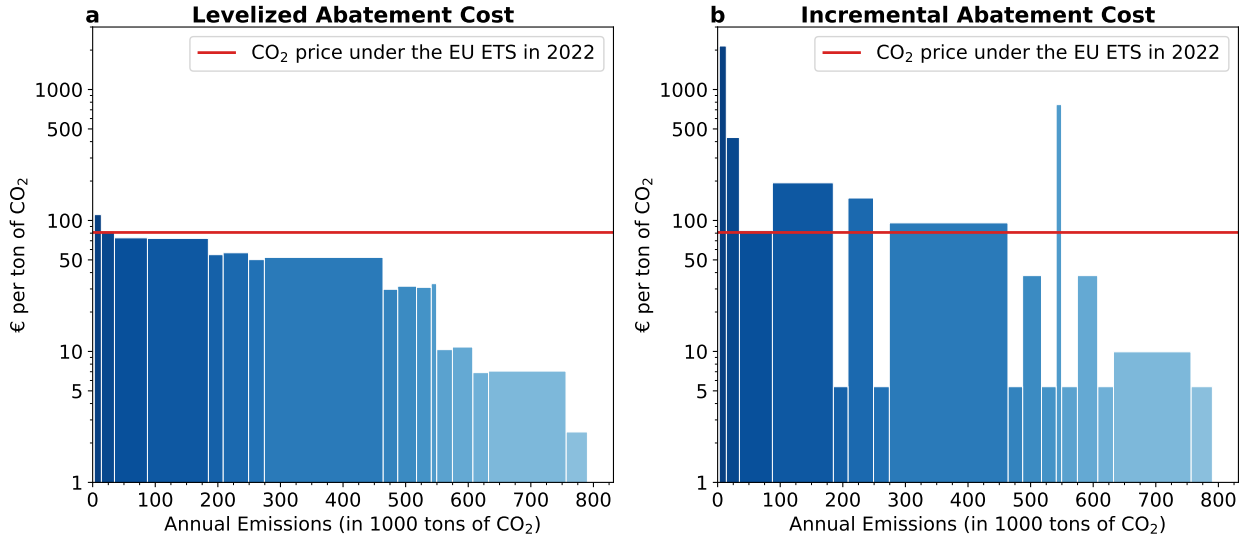 a Levelized Abatement Cost
CO₂ price under the EU ETS in 2022
1000
500
100
50
10
5
1
€ per ton of CO₂
0 100 200 300 400 500 600 700 800
Annual Emissions (in 1000 tons of CO₂)
b Incremental Abatement Cost
CO₂ price under the EU ETS in 2022
1000
500
100
50
10
5
1
€ per ton of CO₂
0 100 200 300 400 500 600 700 800
Annual Emissions (in 1000 tons of CO₂)